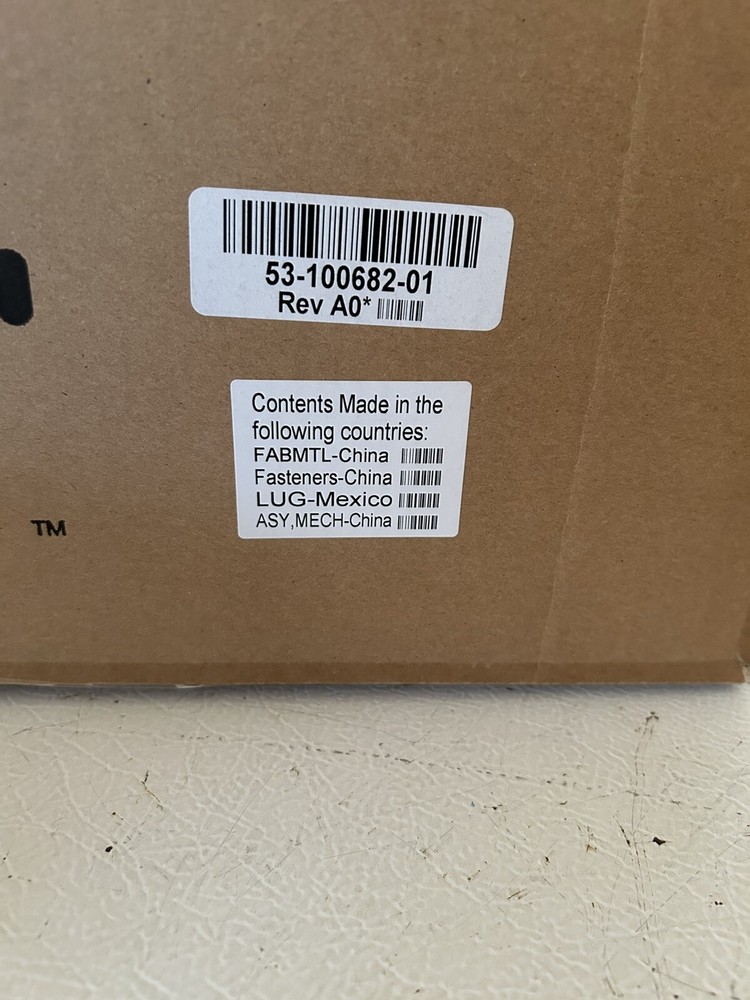 53-100682-01
Rev A0*
Contents Made in the
following countries:
FABMTL-China
Fasteners-China
LUG-Mexico
ASY,MECH-China
TM